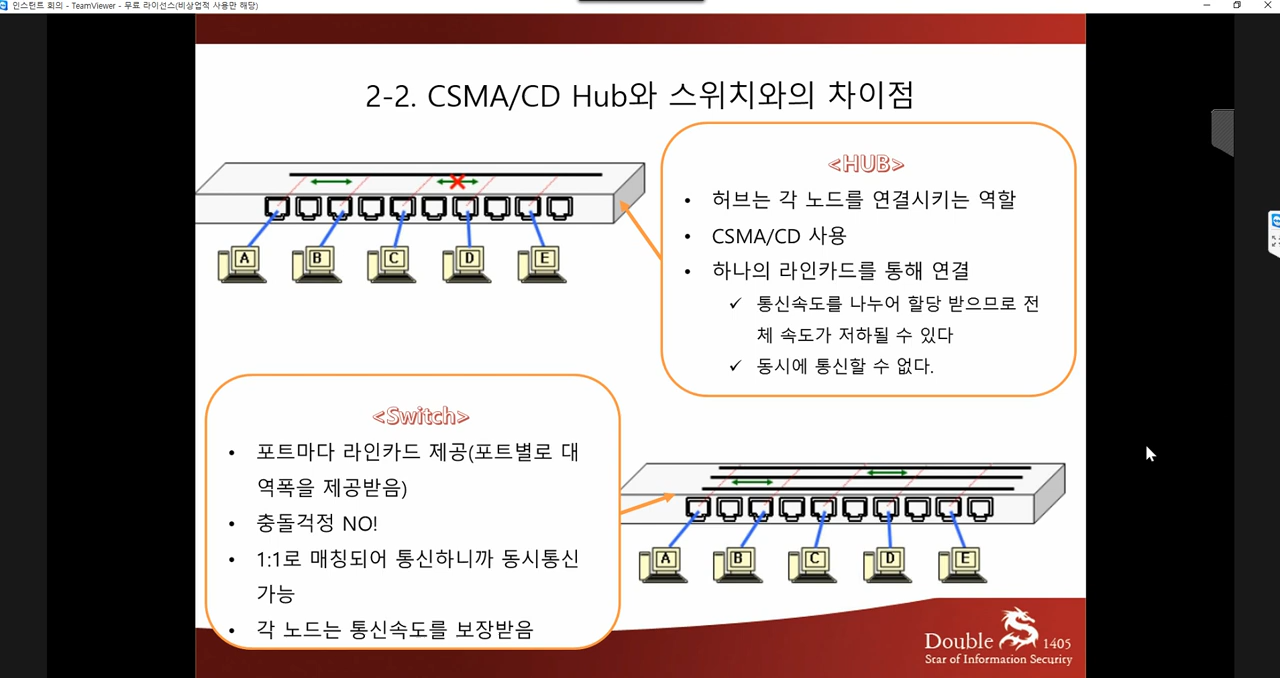 인스턴트 회의 - TeamViewer - 무료 라이선스(비상업적 사용만 해당)
2-2. CSMA/CD Hub와 스위치와의 차이점
<HUB>
• 허브는 각 노드를 연결시키는 역할
• CSMA/CD 사용
• 하나의 라인카드를 통해 연결
✓ 통신속도를 나누어 할당 받으므로 전
체 속도가 저하될 수 있다
✓ 동시에 통신할 수 없다.
A B C D E
<Switch>
• 포트마다 라인카드 제공(포트별로 대
역폭을 제공받음)
• 충돌걱정 NO!
• 1:1로 매칭되어 통신하니까 동시통신
가능
• 각 노드는 통신속도를 보장받음
A B C D E
Double 1405
Star of Information Security